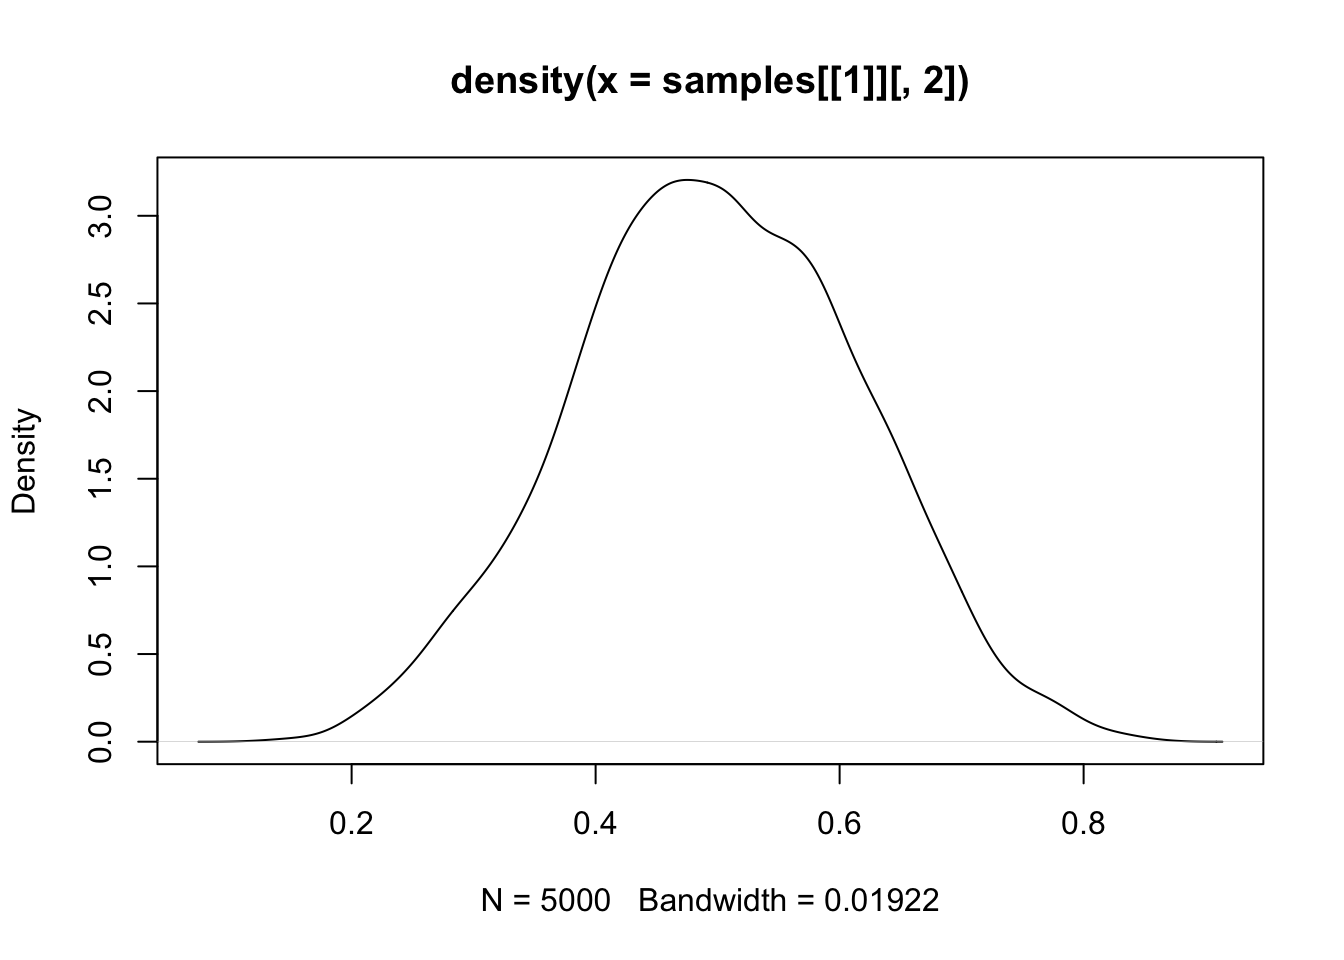 density(x = samples[[1]][, 2])
Density
3.0
2.5
2.0
1.5
1.0
0.5
0.0
0.2 0.4 0.6 0.8
N = 5000 Bandwidth = 0.01922